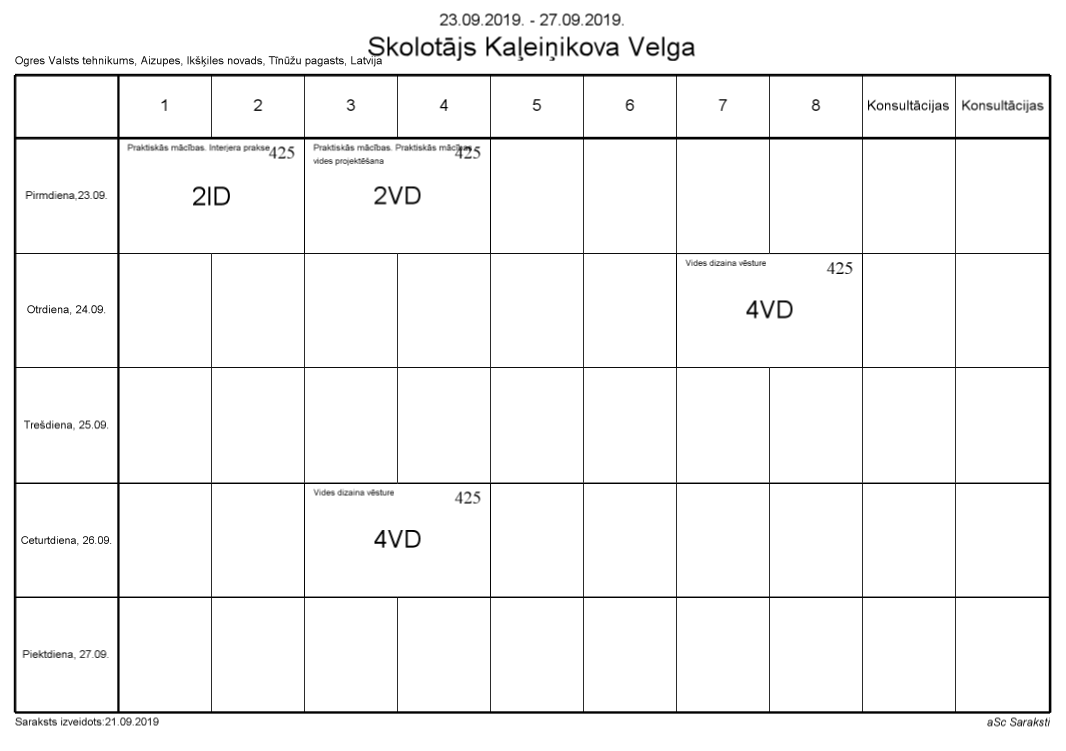 23.09.2019. - 27.09.2019.
Skolotājs Kaļeiņikova Velga
Ogres Valsts tehnikums, Aizupes, Ikšķiles novads, Tīnūžu pagasts, Latvija
1 2 3 4 5 6 7 8 Konsultācijas Konsultācijas
Pirmdiena,23.09.
Praktiskās mācības. Interjera prakse
425
2ID
Praktiskās mācības. Praktiskās mācības
vides projektēšana
425
2VD
Otrdiena, 24.09.
Vides dizaina vēsture
425
4VD
Trešdiena, 25.09.
Ceturtdiena, 26.09.
Vides dizaina vēsture
425
4VD
Piektdiena, 27.09.
Saraksts izveidots:21.09.2019
aSc Saraksti